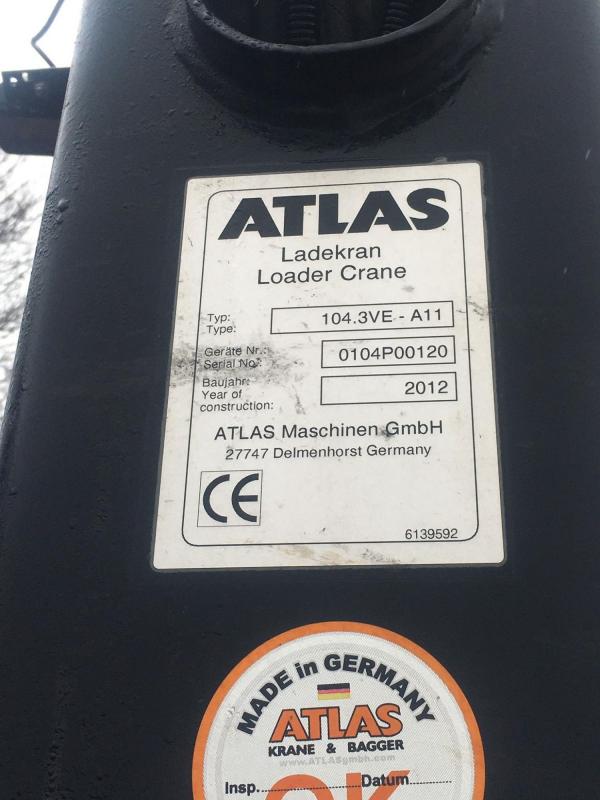 ATLAS
Ladekran
Loader Crane
Typ:
Type:
104.3VE - A11
Geräte Nr.:
Serial No.:
0104P00120
Baujahr:
Year of
construction:
2012
ATLAS Maschinen GmbH
27747 Delmenhorst Germany
CE
6139592
MADE in GERMANY
ATLAS
KRANE & BAGGER
www.ATLASgmbh.com
Insp. Datum
OK